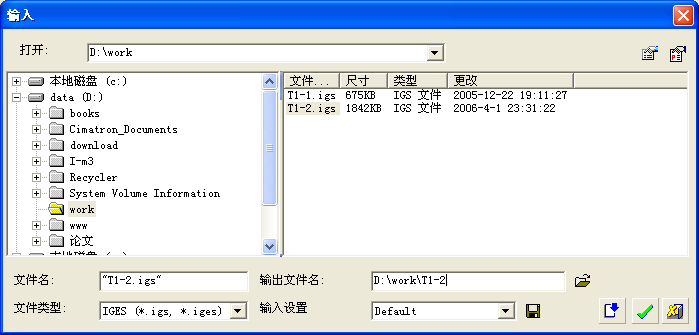 输入
打开: D:\work
文件... 尺寸 类型 更改
本地磁盘 (c:)
T1-1.igs 675KB IGS 文件 2005-12-22 19:11:27
data (D:)
T1-2.igs 1842KB IGS 文件 2006-4-1 23:31:22
books
Cimatron_Documents
download
I-m3
Recycler
System Volume Information
work
www
论文
本地磁盘 (e:)
文件名: "T1-2.igs" 输出文件名: D:\work\T1-2
文件类型: IGES (*.igs, *.iges) 输入设置 Default